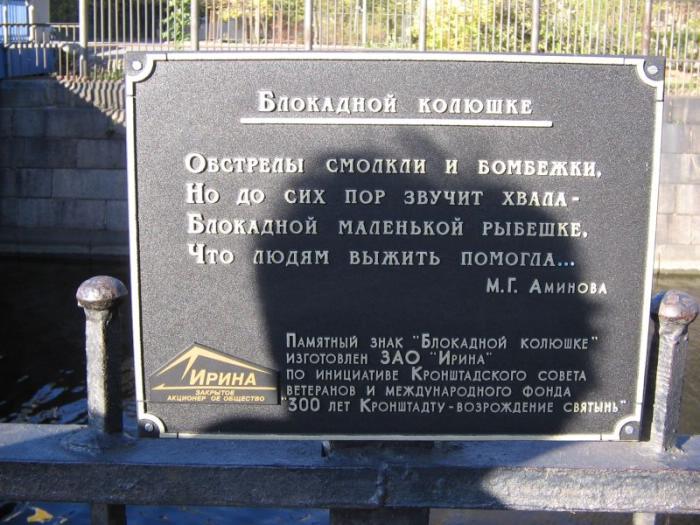 Блокадной колюшке
Обстрелы смолкли и бомбежки,
Но до сих пор звучит хвала -
Блокадной маленькой рыбешке,
Что людям выжить помогла...
М.Г. Аминова
Памятный знак "Блокадной колюшке"
изготовлен ЗАО "Ирина"
по инициативе Кронштадского совета
ветеранов и международного фонда
"300 лет Кронштадту - возрождение святынь"
Ирина
закрытое
акционер ое общество